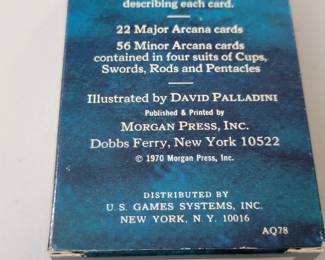 describing each card.
22 Major Arcana cards
56 Minor Arcana cards
contained in four suits of Cups,
Swords, Rods and Pentacles
Illustrated by DAVID PALLADINI
Published & Printed by
MORGAN PRESS, INC.
DOBBS FERRY, NEW YORK 10522
© 1970 Morgan Press, Inc.
DISTRIBUTED BY
U.S. GAMES SYSTEMS, INC.
NEW YORK, N.Y. 10016
AQ78